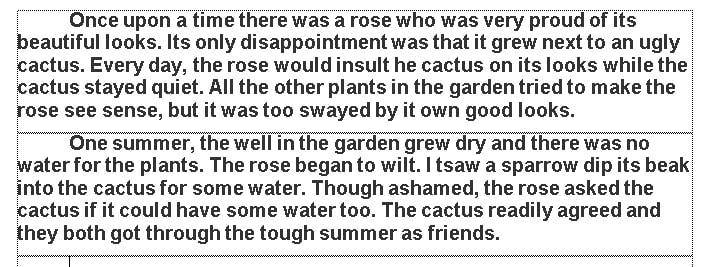 Once upon a time there was a rose who was very proud of its
beautiful looks. Its only disappointment was that it grew next to an ugly
cactus. Every day, the rose would insult he cactus on its looks while the
cactus stayed quiet. All the other plants in the garden tried to make the
rose see sense, but it was too swayed by it own good looks.
One summer, the well in the garden grew dry and there was no
water for the plants. The rose began to wilt. I tsaw a sparrow dip its beak
into the cactus for some water. Though ashamed, the rose asked the
cactus if it could have some water too. The cactus readily agreed and
they both got through the tough summer as friends.